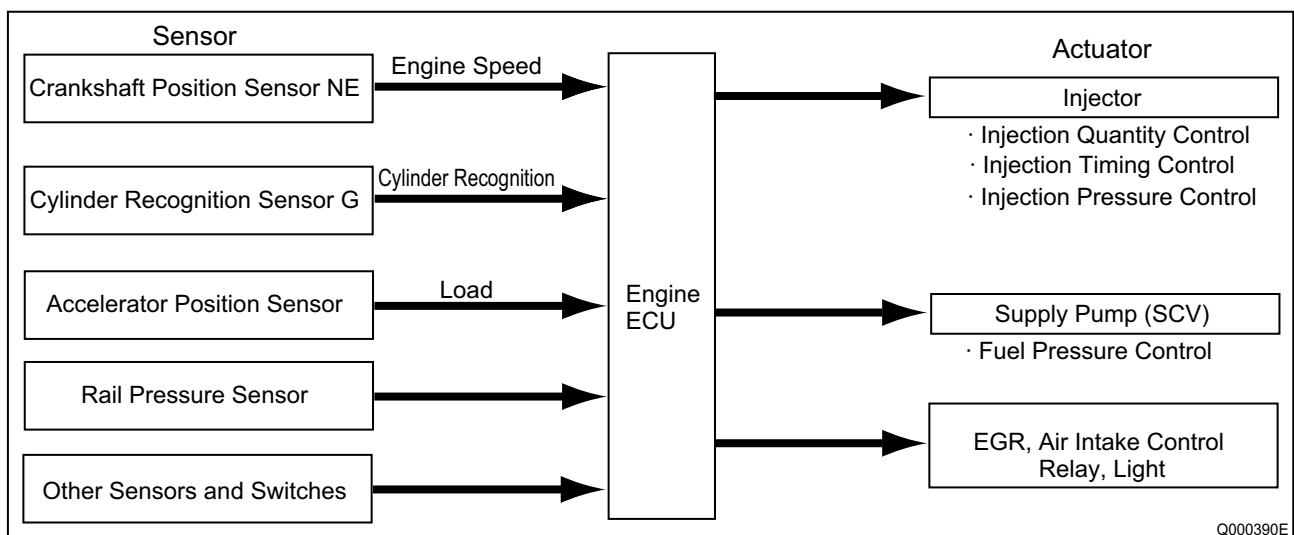 Sensor
Actuator
Crankshaft Position Sensor NE
Engine Speed
Cylinder Recognition Sensor G
Cylinder Recognition
Accelerator Position Sensor
Load
Rail Pressure Sensor
Other Sensors and Switches
Engine
ECU
Injector
· Injection Quantity Control
· Injection Timing Control
· Injection Pressure Control
Supply Pump (SCV)
· Fuel Pressure Control
EGR, Air Intake Control
Relay, Light
Q000390E